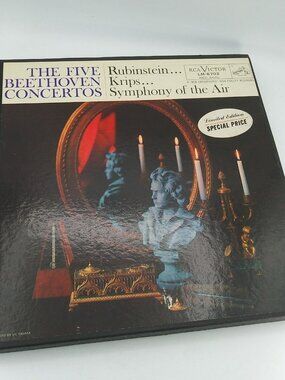 THE FIVE
BEETHOVEN
CONCERTOS
Rubinstein...
Krips...
Symphony of the Air
RCA VICTOR
LM-6702
Limited Edition
SPECIAL PRICE